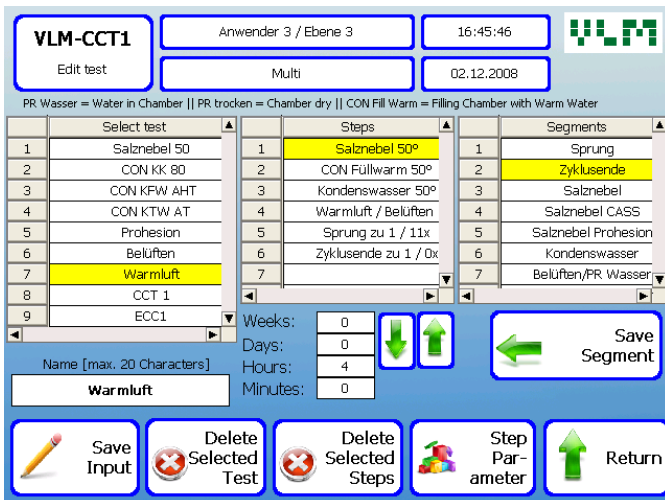 VLM-CCT1
Edit test
Anwender 3 / Ebene 3
16:45:46
VLM
Multi
02.12.2008
PR Wasser = Water in Chamber || PR trocken = Chamber dry || CON Fill Warm = Filling Chamber with Warm Water
Select test
1 Salznebel 50
2 CON KK 80
3 CON KFW AHT
4 CON KTW AT
5 Prohesion
6 Belüften
7 Warmluft
8 CCT 1
9 ECC1
Steps
1 Salznebel 50º
2 CON Füllwarm 50º
3 Kondenswasser 50º
4 Warmluft / Belüften
5 Sprung zu 1 / 11x
6 Zyklusende zu 1 / 0x
7
Segments
1 Sprung
2 Zyklusende
3 Salznebel
4 Salznebel CASS
5 Salznebel Prohesion
6 Kondenswasser
7 Belüften/PR Wasser
Name [max. 20 Characters]
Warmluft
Weeks: 0
Days: 0
Hours: 4
Minutes: 0
Save
Segment
Save
Input
Delete
Selected
Test
Delete
Selected
Steps
Step
Par-
ameter
Return